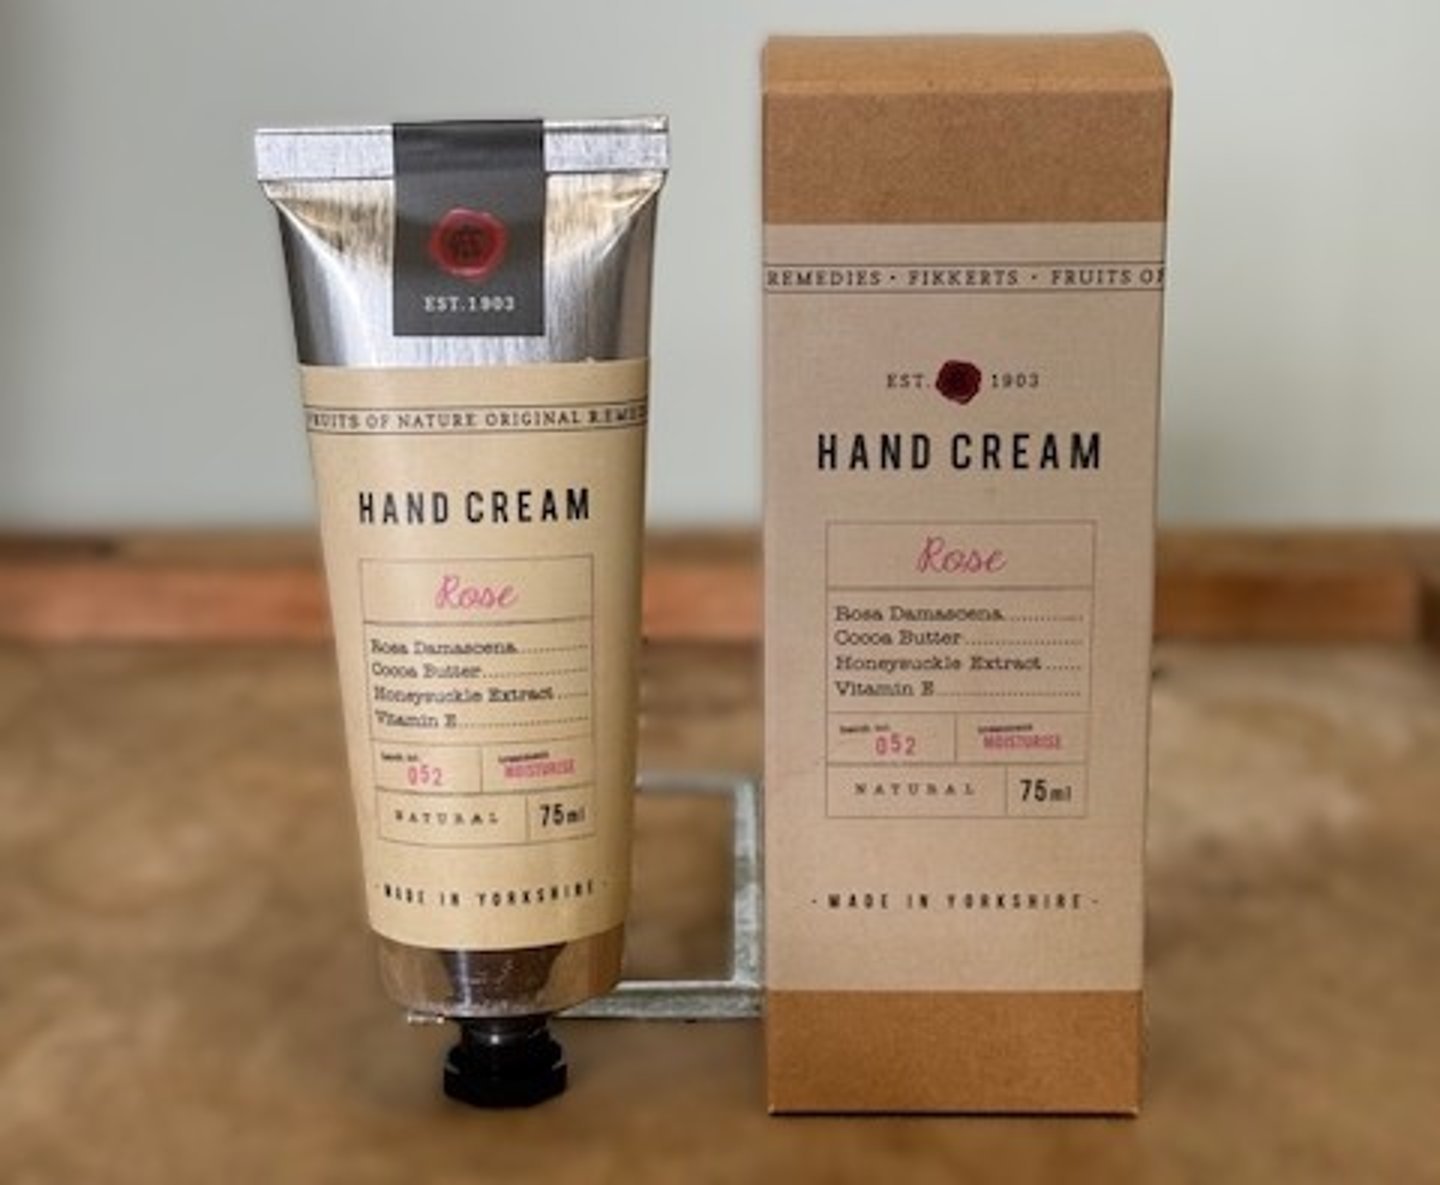 EST.1903
FRUITS OF NATURE ORIGINAL REMED
HAND CREAM
Rose
Rosa Damascena
Cocoa Butter
Honeysuckle Extract
Vitamin E
052
MOISTURISE
NATURAL
75ml
·MADE IN YORKSHIRE·
REMEDIES · FIKKERTS · FRUITS OF
EST. 1903
HAND CREAM
Rose
Rosa Damascena
Cocoa Butter
Honeysuckle Extract
Vitamin E
052
MOISTURISE
NATURAL
75ml
·MADE IN YORKSHIRE·